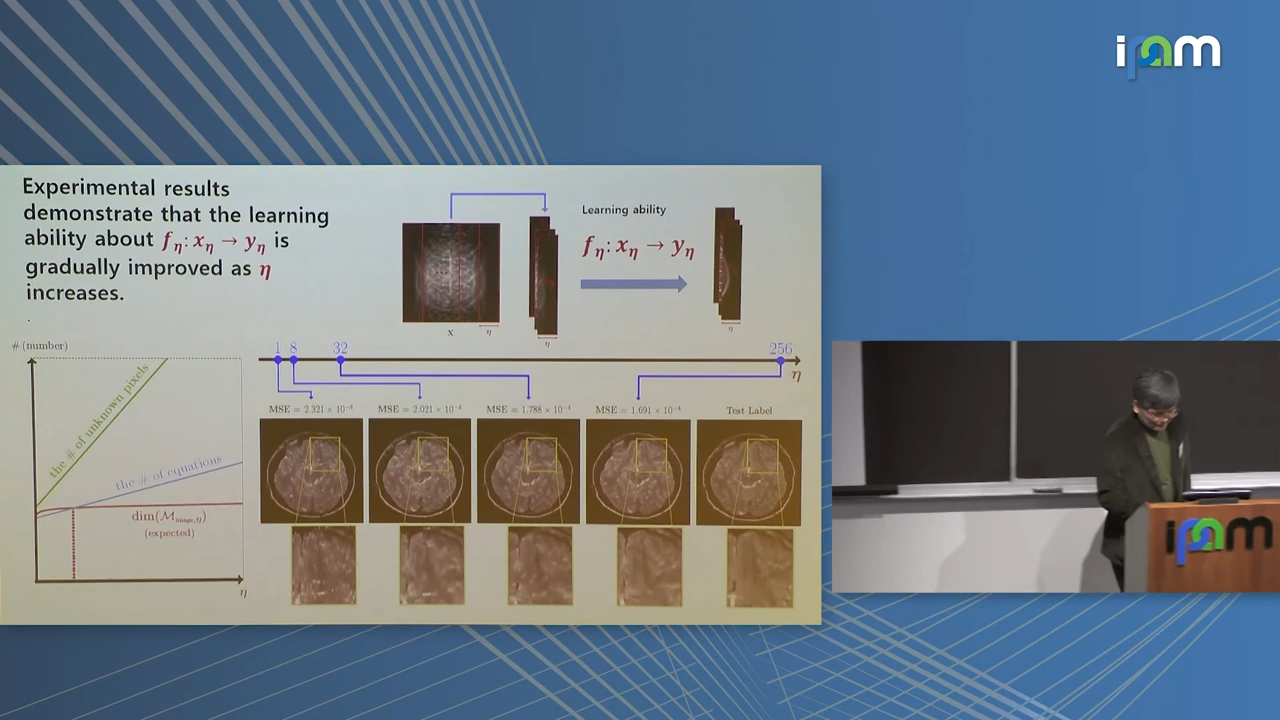 ipam
Experimental results
demonstrate that the learning
ability about fη: xη → yη is
gradually improved as η
increases.
Learning ability
fη: xη → yη
x
η
η
η
# (number)
the # of unknown pixels
the # of equations
dim(ℳimage,η)
(expected)
η
1 8 32 256
η
MSE = 2.321 × 10⁻⁴
MSE = 2.021 × 10⁻⁴
MSE = 1.788 × 10⁻⁴
MSE = 1.691 × 10⁻⁴
Test Label
ipam